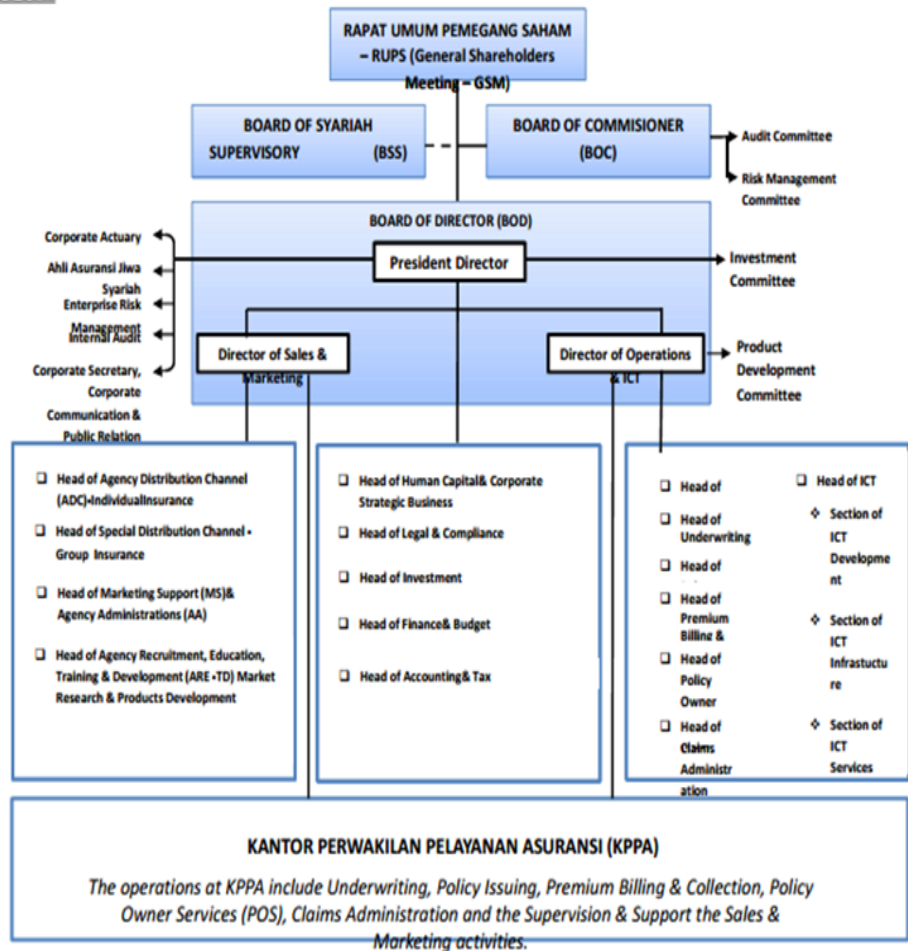 RAPAT UMUM PEMEGANG SAHAM
– RUPS (General Shareholders
Meeting – GSM)
BOARD OF SYARIAH
SUPERVISORY (BSS)
BOARD OF COMMISIONER
(BOC)
Audit Committee
Risk Management
Committee
BOARD OF DIRECTOR (BOD)
President Director
Corporate Actuary
Ahli Asuransi Jiwa
Syariah
Enterprise Risk
Management
Internal Audit
Corporate Secretary,
Corporate
Communication &
Public Relation
Investment
Committee
Director of Sales &
Marketing
Director of Operations
& ICT
Product
Development
Committee
❑ Head of Agency Distribution Channel
(ADC)•IndividualInsurance
❑ Head of Special Distribution Channel •
Group Insurance
❑ Head of Marketing Support (MS)&
Agency Administrations (AA)
❑ Head of Agency Recruitment, Education,
Training & Development (ARE •TD) Market
Research & Products Development
❑ Head of Human Capital& Corporate
Strategic Business
❑ Head of Legal & Compliance
❑ Head of Investment
❑ Head of Finance& Budget
❑ Head of Accounting& Tax
❑ Head of
❑ Head of
Underwriting
❑ Head of
❑ Head of
Premium
Billing &
❑ Head of
Policy
Owner
❑ Head of
Claims
Administr
ation
❑ Head of ICT
❖ Section of
ICT
Developme
nt
❖ Section of
ICT
Infrastuctu
re
❖ Section of
ICT
Services
KANTOR PERWAKILAN PELAYANAN ASURANSI (KPPA)
The operations at KPPA include Underwriting, Policy Issuing, Premium Billing & Collection, Policy
Owner Services (POS), Claims Administration and the Supervision & Support the Sales &
Marketing activities.